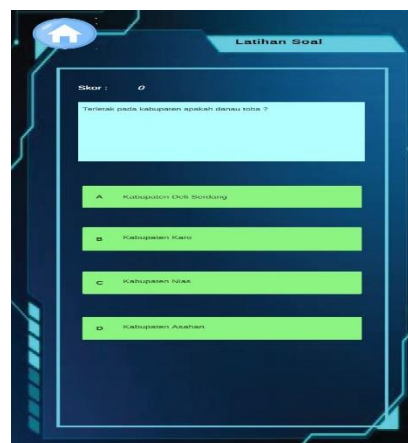 Latihan Soal
Skor : 0
Terletak pada kabupaten apakah danau toba ?
A Kabupaten Deli Serdang
B Kabupaten Karo
C Kabupaten Nias
D Kabupaten Asahan